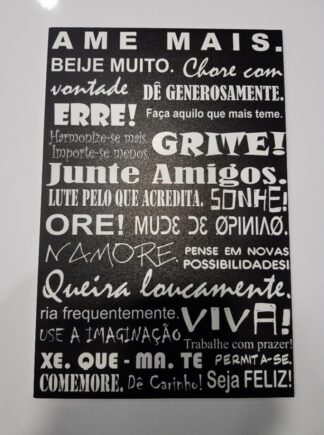 AME MAIS.
BEIJE MUITO. Chore com
vontade DÊ GENEROSAMENTE.
ERRE! Faça aquilo que mais teme.
Harmonize-se mais. GRITE!
Importe-se menos.
Junte Amigos.
LUTE PELO QUE ACREDITA. SONHE!
ORE! MUDE DE OPINIÃO!
NAMORE. PENSE EM NOVAS
POSSIBILIDADES!
Queira loucamente.
ria frequentemente. VIVA!
USE A IMAGINAÇÃO Trabalhe com prazer!
XE. QUE - MA. TE PERMITA-SE.
COMEMORE. Dê Carinho! Seja FELIZ!